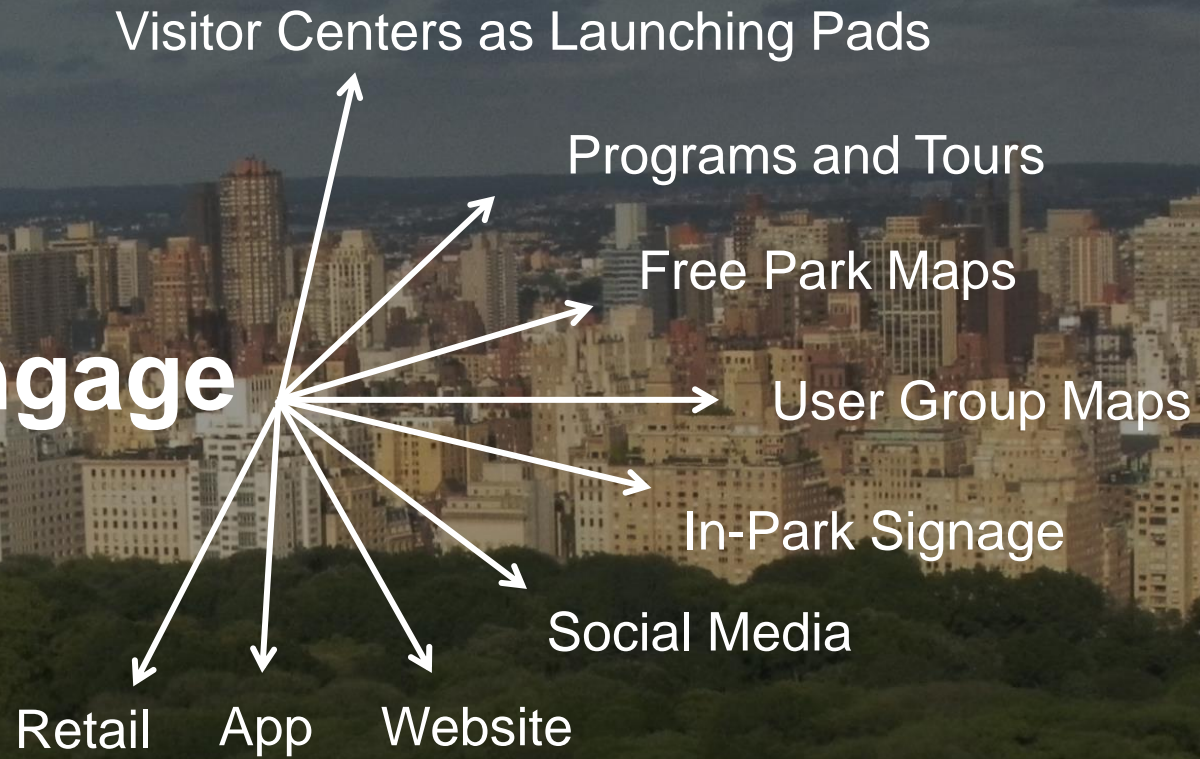 Visitor Centers as Launching Pads
Programs and Tours
Free Park Maps
ngage
User Group Maps
In-Park Signage
Social Media
Retail App Website